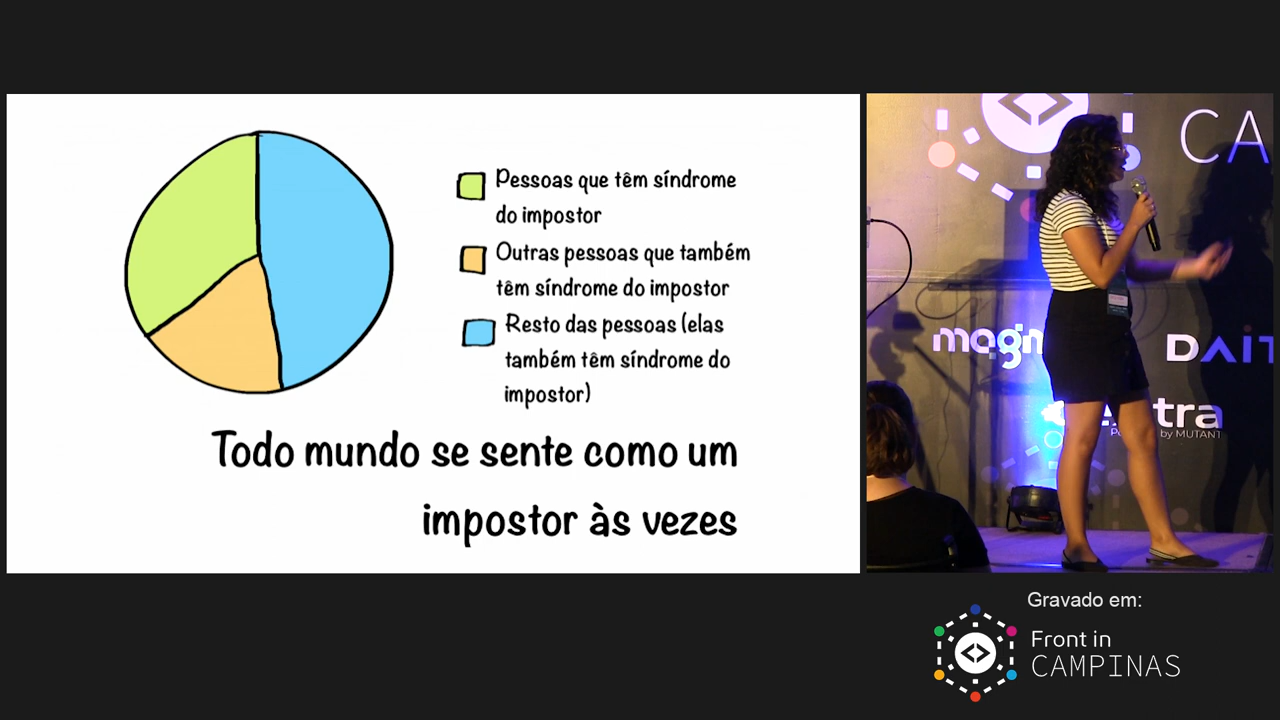 Pessoas que têm síndrome
do impostor
Outras pessoas que também
têm síndrome do impostor
Resto das pessoas (elas
também têm síndrome do
impostor)
Todo mundo se sente como um
impostor às vezes
CA
DAIT
tra
by MUTANT
Gravado em:
Front in
CAMPINAS